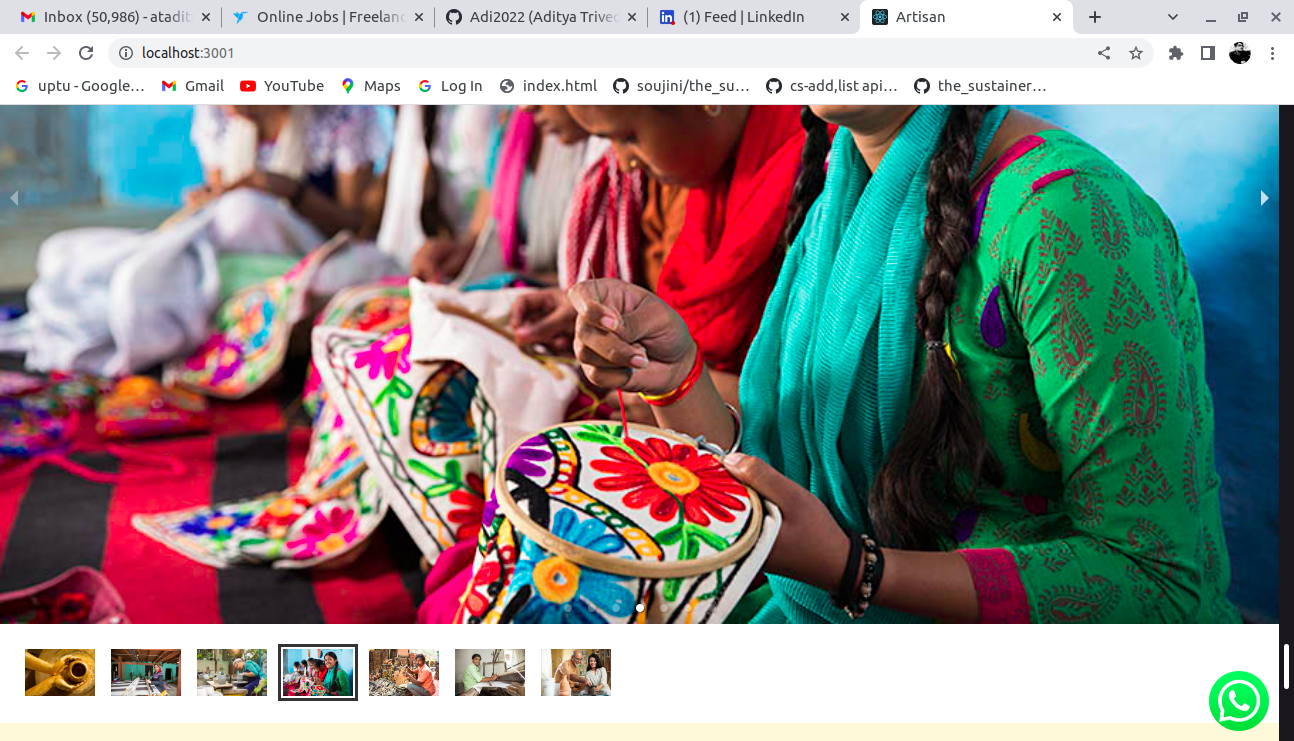 Inbox (50,986) - atadit
Online Jobs | Freelanc
Adi2022 (Aditya Trived
(1) Feed | LinkedIn
Artisan
localhost:3001
uptu - Google...
Gmail
YouTube
Maps
Log In
index.html
soujini/the_su...
cs-add,list api...
the_sustainer...